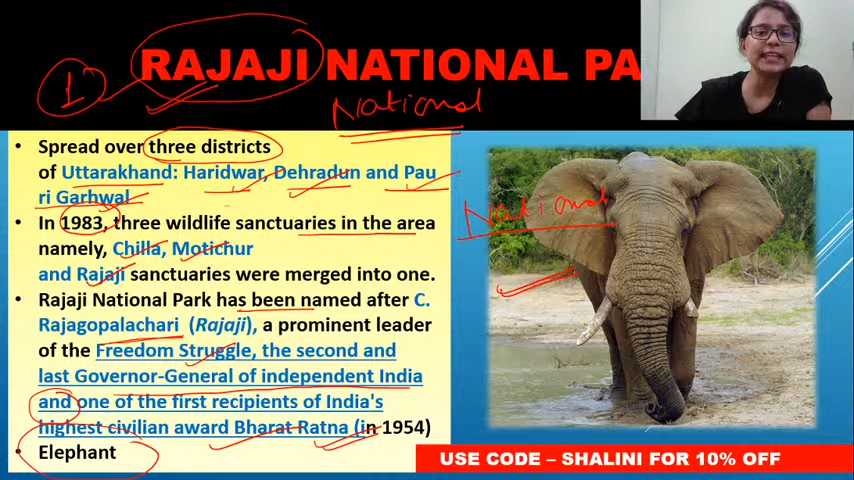 RAJAJI NATIONAL PA
1
National
• Spread over three districts
of Uttarakhand: Haridwar, Dehradun and Pau
ri Garhwal
• In 1983, three wildlife sanctuaries in the area
namely, Chilla, Motichur
and Rajaji sanctuaries were merged into one.
• Rajaji National Park has been named after C.
Rajagopalachari (Rajaji), a prominent leader
of the Freedom Struggle, the second and
last Governor-General of independent India
and one of the first recipients of India's
highest civilian award Bharat Ratna (in 1954)
• Elephant
National
USE CODE – SHALINI FOR 10% OFF